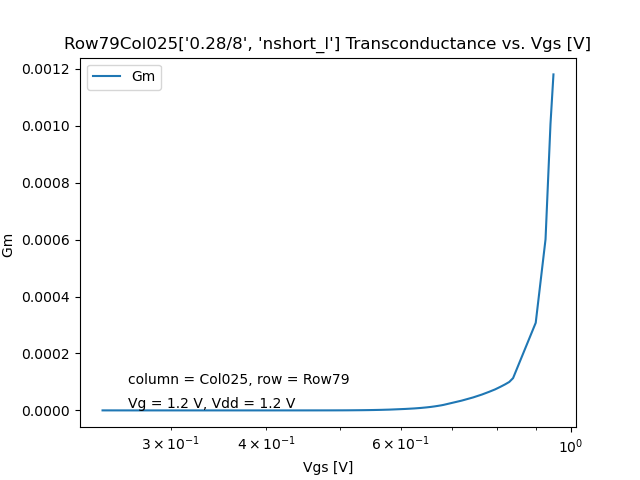 Row79Col025['0.28/8', 'nshort_l'] Transconductance vs. Vgs [V]
Gm
0.0012
0.0010
0.0008
0.0006
0.0004
0.0002
0.0000
Gm
column = Col025, row = Row79
Vg = 1.2 V, Vdd = 1.2 V
3 × 10⁻¹ 4 × 10⁻¹ 6 × 10⁻¹ 10⁰
Vgs [V]